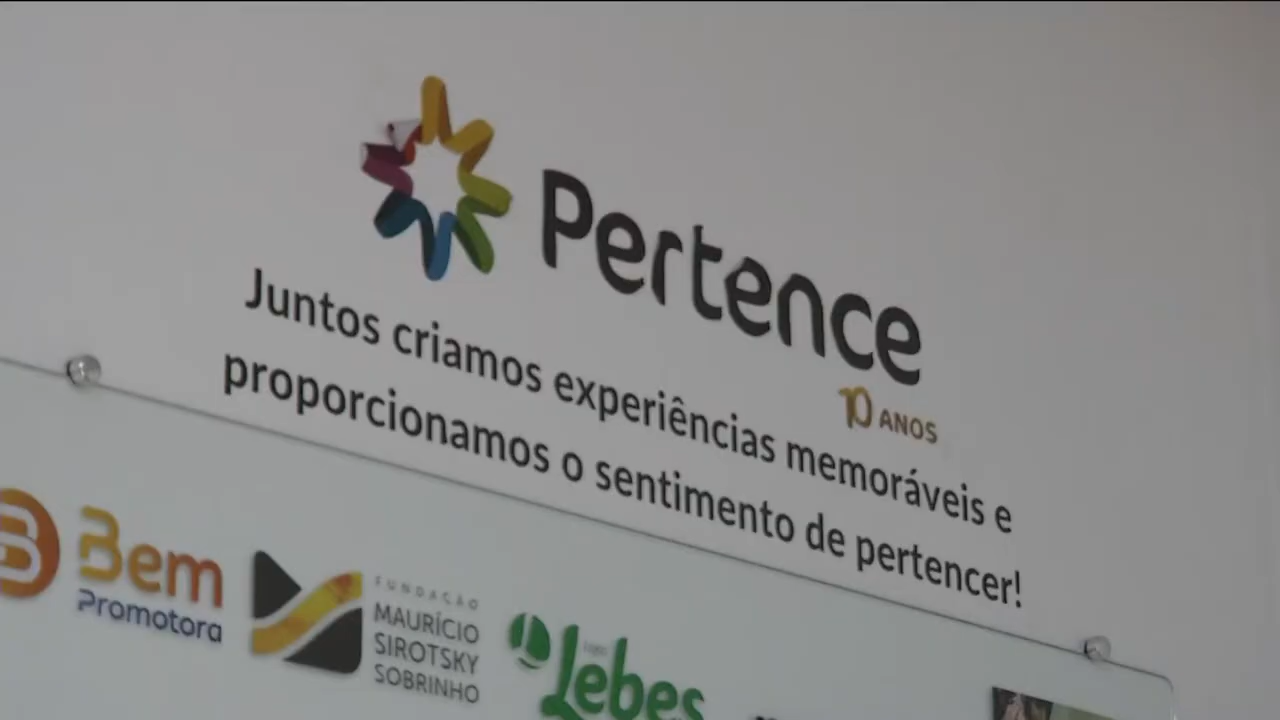 Pertence
10 ANOS
Juntos criamos experiências memoráveis e
proporcionamos o sentimento de pertencer!
Bem
Promotora
FUNDAÇÃO
MAURÍCIO
SIROTSKY
SOBRINHO
Lebes